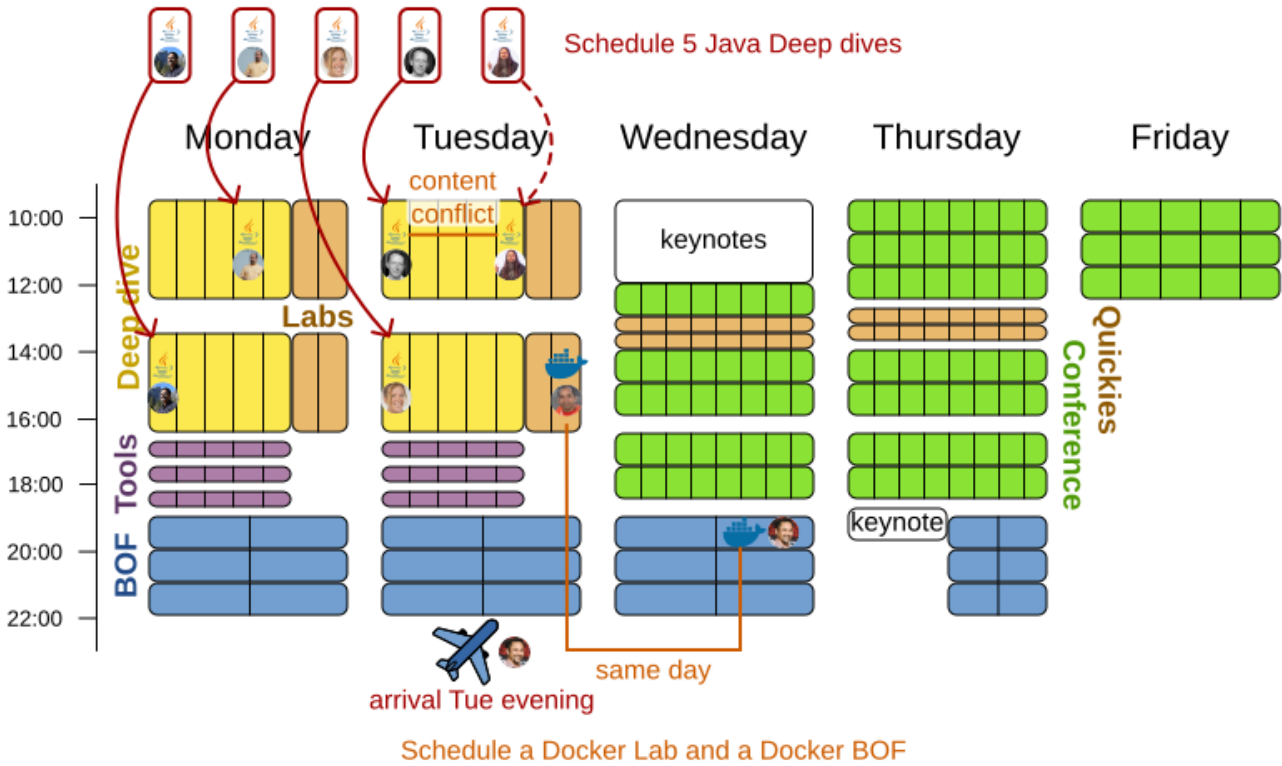 Schedule 5 Java Deep dives
Monday
Tuesday
Wednesday
Thursday
Friday
content
conflict
10:00
12:00
14:00
16:00
18:00
20:00
22:00
Deep dive
Labs
Tools
BOF
keynotes
keynote
Quickies
Conference
same day
arrival Tue evening
Schedule a Docker Lab and a Docker BOF